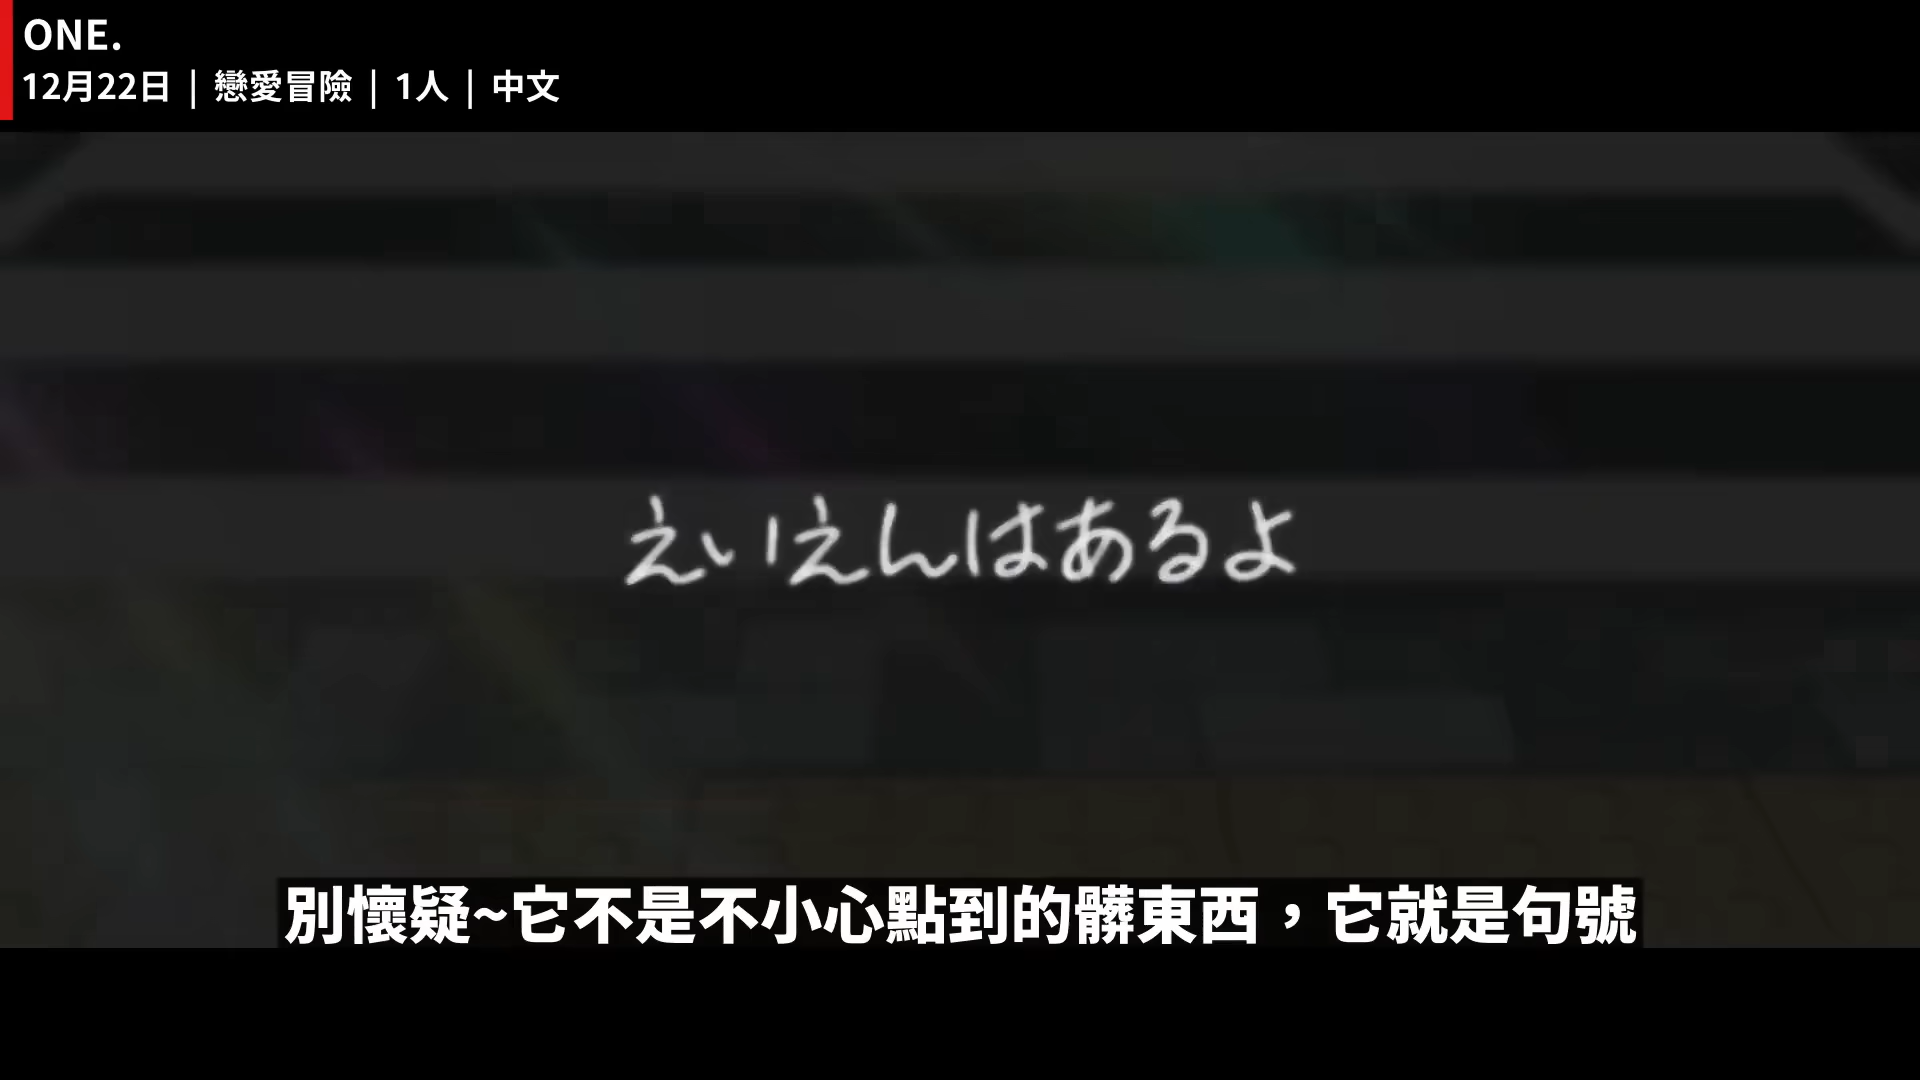 ONE.
12月22日 | 戀愛冒險 | 1人 | 中文
えいえんはあるよ
別懷疑~它不是不小心點到的髒東西，它就是句號